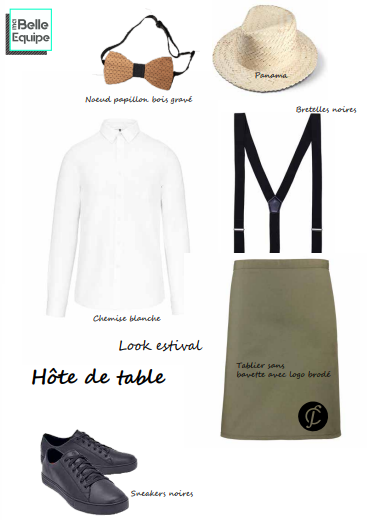 ma
Belle
Equipe
Panama
Noeud papillon bois gravé
Bretelles noires
Chemise blanche
Look estival
Tablier sans
bavette avec logo brodé
Hôte de table
Sneakers noires